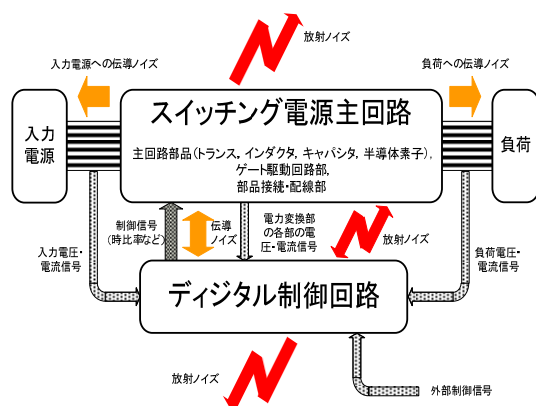 放射ノイズ
入力電源への伝導ノイズ
負荷への伝導ノイズ
スイッチング電源主回路
入力
電源
負荷
主回路部品(トランス, インダクタ, キャパシタ, 半導体素子),
ゲート駆動回路部,
部品接続・配線部
制御信号
(時比率など)
伝導
ノイズ
電力変換部
の各部の電
圧・電流信号
放射ノイズ
入力電圧・
電流信号
負荷電圧・
電流信号
ディジタル制御回路
放射ノイズ
外部制御信号